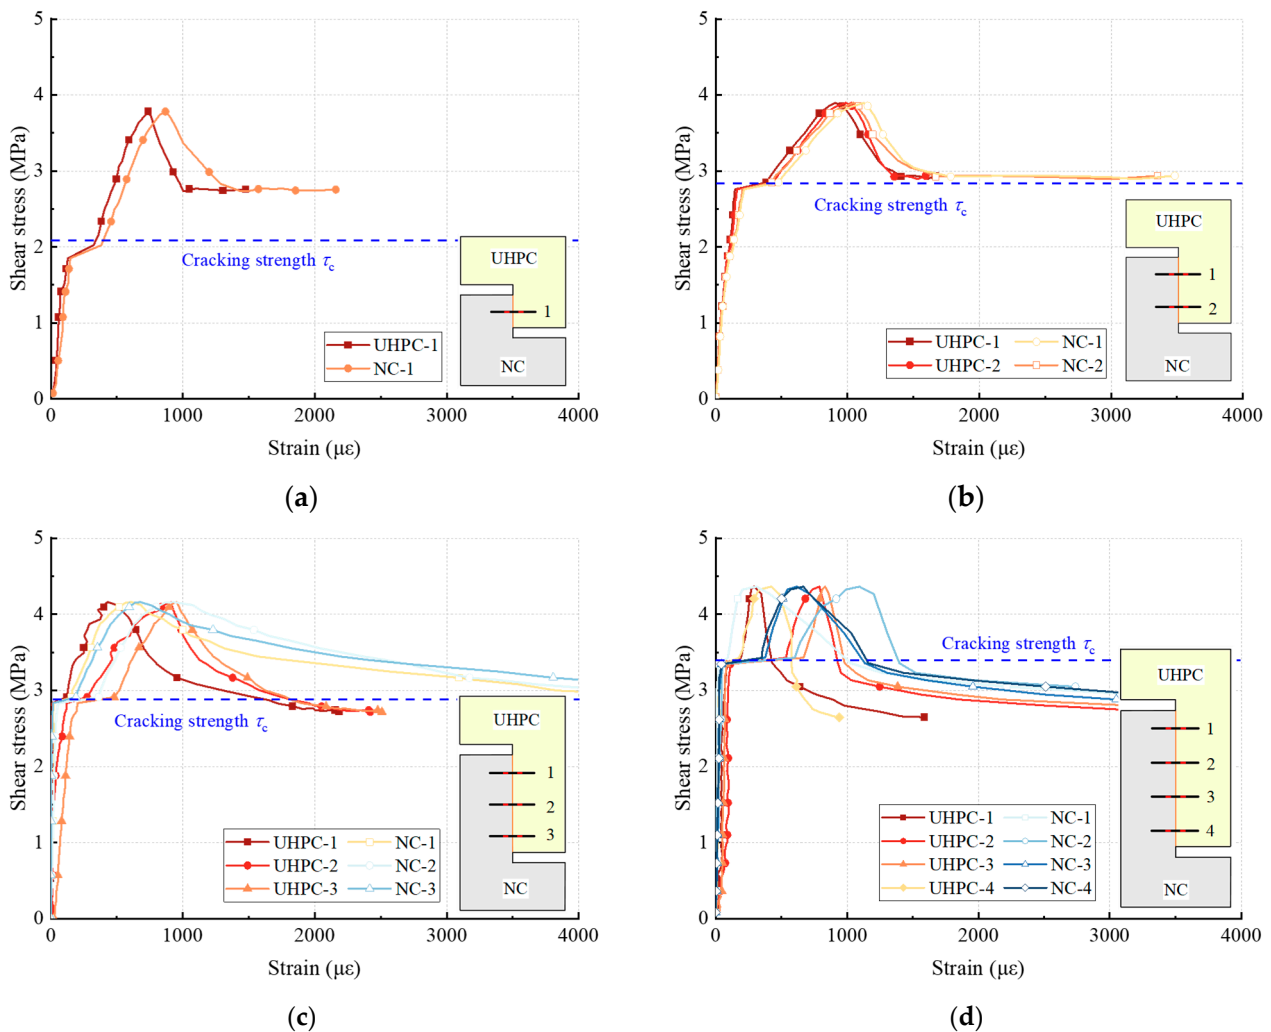 5
4
3
2
1
0
Shear stress (MPa)
Cracking strength τc
UHPC
1
NC
UHPC-1
NC-1
0
1000
2000
3000
4000
Strain (με)
(a)
5
4
3
2
1
0
Shear stress (MPa)
Cracking strength τc
UHPC
1
2
NC
UHPC-1 NC-1
UHPC-2 NC-2
0
1000
2000
3000
4000
Strain (με)
(b)
5
4
3
2
1
0
Shear stress (MPa)
Cracking strength τc
UHPC
1
2
3
NC
UHPC-1 NC-1
UHPC-2 NC-2
UHPC-3 NC-3
0
1000
2000
3000
4000
Strain (με)
(c)
5
4
3
2
1
0
Shear stress (MPa)
Cracking strength τc
UHPC
1
2
3
4
NC
UHPC-1 NC-1
UHPC-2 NC-2
UHPC-3 NC-3
UHPC-4 NC-4
0
1000
2000
3000
4000
Strain (με)
(d)